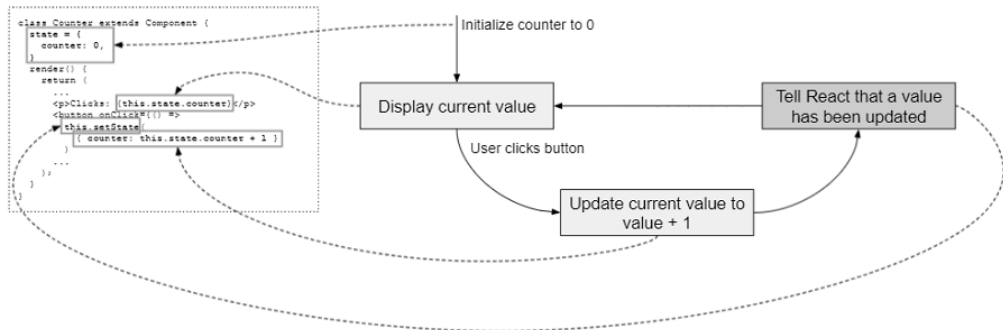 class Counter extends Component {
state = {
counter: 0,
}
render() {
return (
...
<p>Clicks: {this.state.counter}</p>
<button onClick={() =>
this.setState(
{ counter: this.state.counter + 1 }
)
...
);
}
}
Initialize counter to 0
Display current value
Tell React that a value
has been updated
User clicks button
Update current value to
value + 1